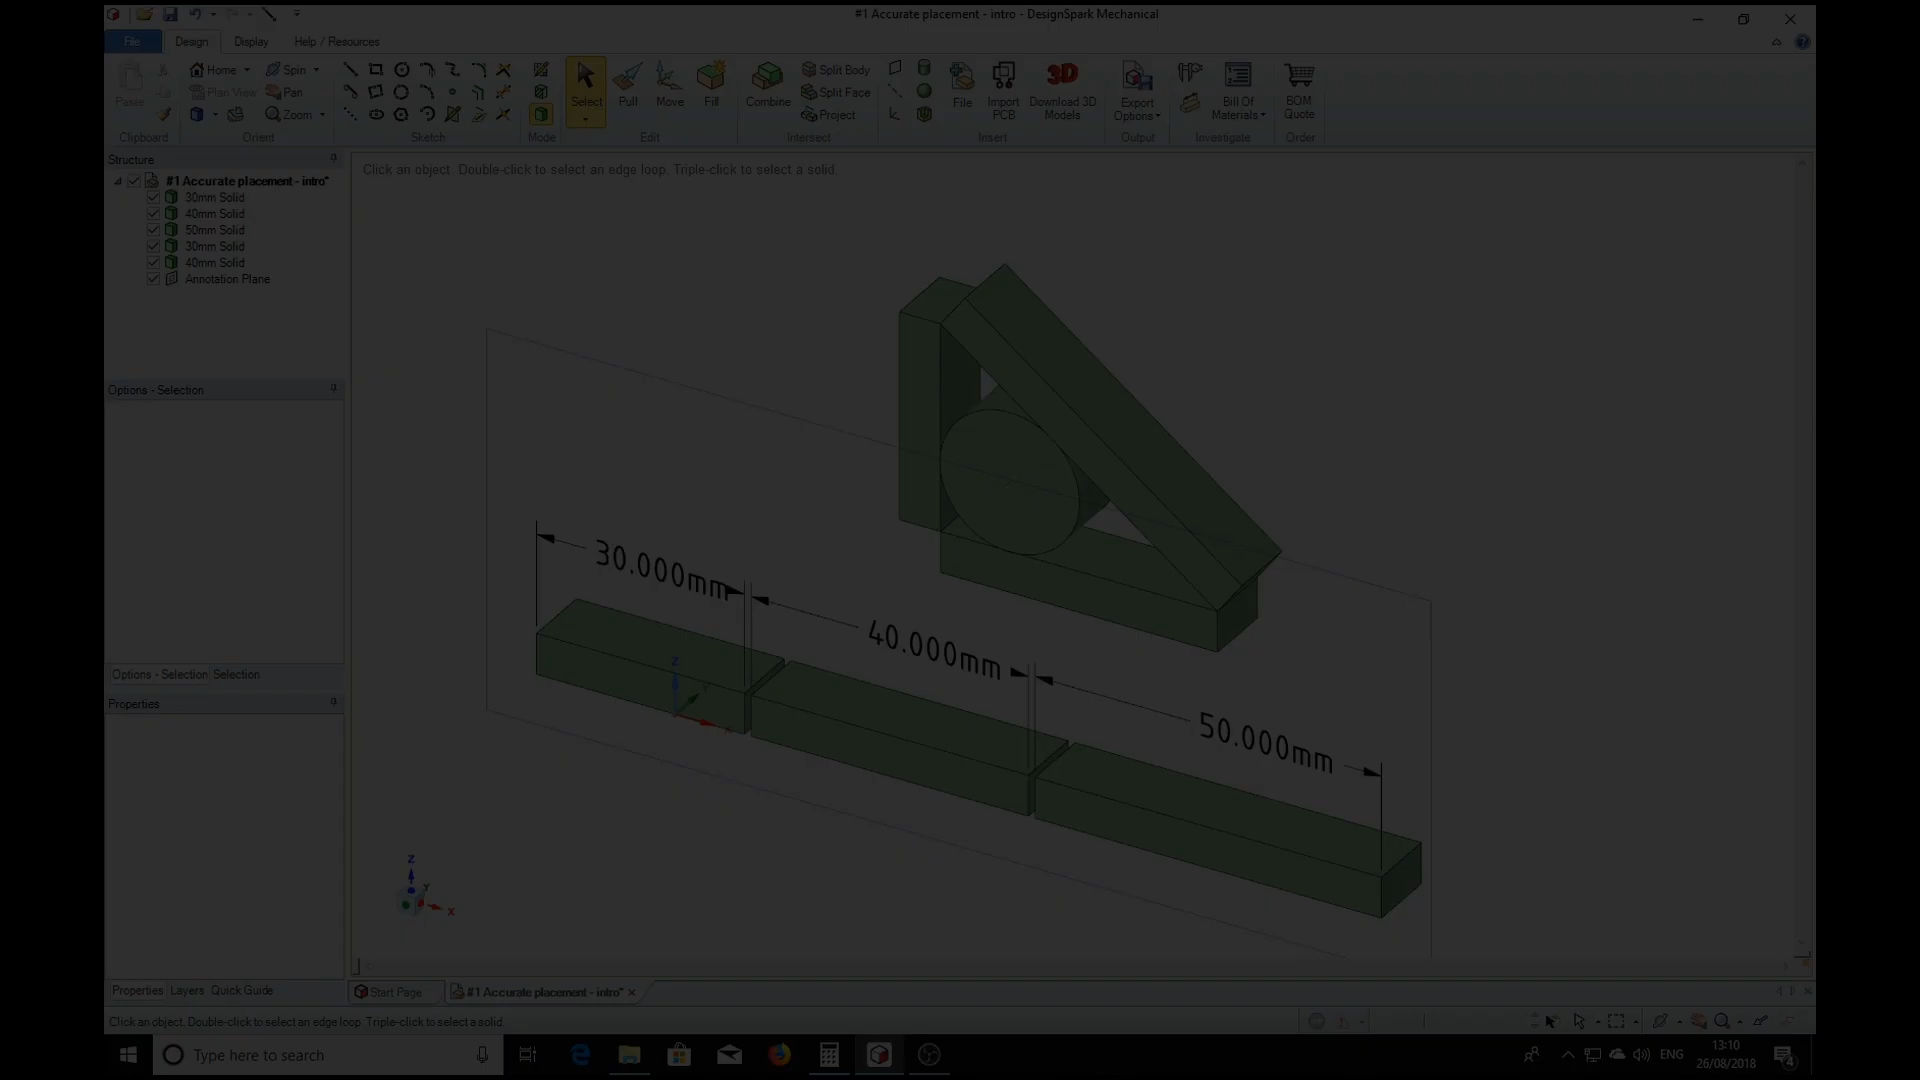 #1 Accurate placement - intro - DesignSpark Mechanical
File Design Display Help / Resources
Paste Home Spin Plan View Pan Zoom
Select Pull Move Fill Combine Split Body Split Face Project
File Import PCB Download 3D Models Export Options Bill Of Materials BOM Quote
Clipboard Orient Sketch Mode Edit Intersect Insert Output Investigate Order
Structure
#1 Accurate placement - intro*
30mm Solid
40mm Solid
50mm Solid
30mm Solid
40mm Solid
Annotation Plane
Click an object. Double-click to select an edge loop. Triple-click to select a solid.
Options - Selection
30.000mm
40.000mm
50.000mm
Z
Y
X
Z
Y
X
Options - Selection Selection
Properties
Properties Layers Quick Guide
Start Page #1 Accurate placement - intro*
Click an object. Double-click to select an edge loop. Triple-click to select a solid.
Type here to search
ENG
13:10
26/08/2018
4